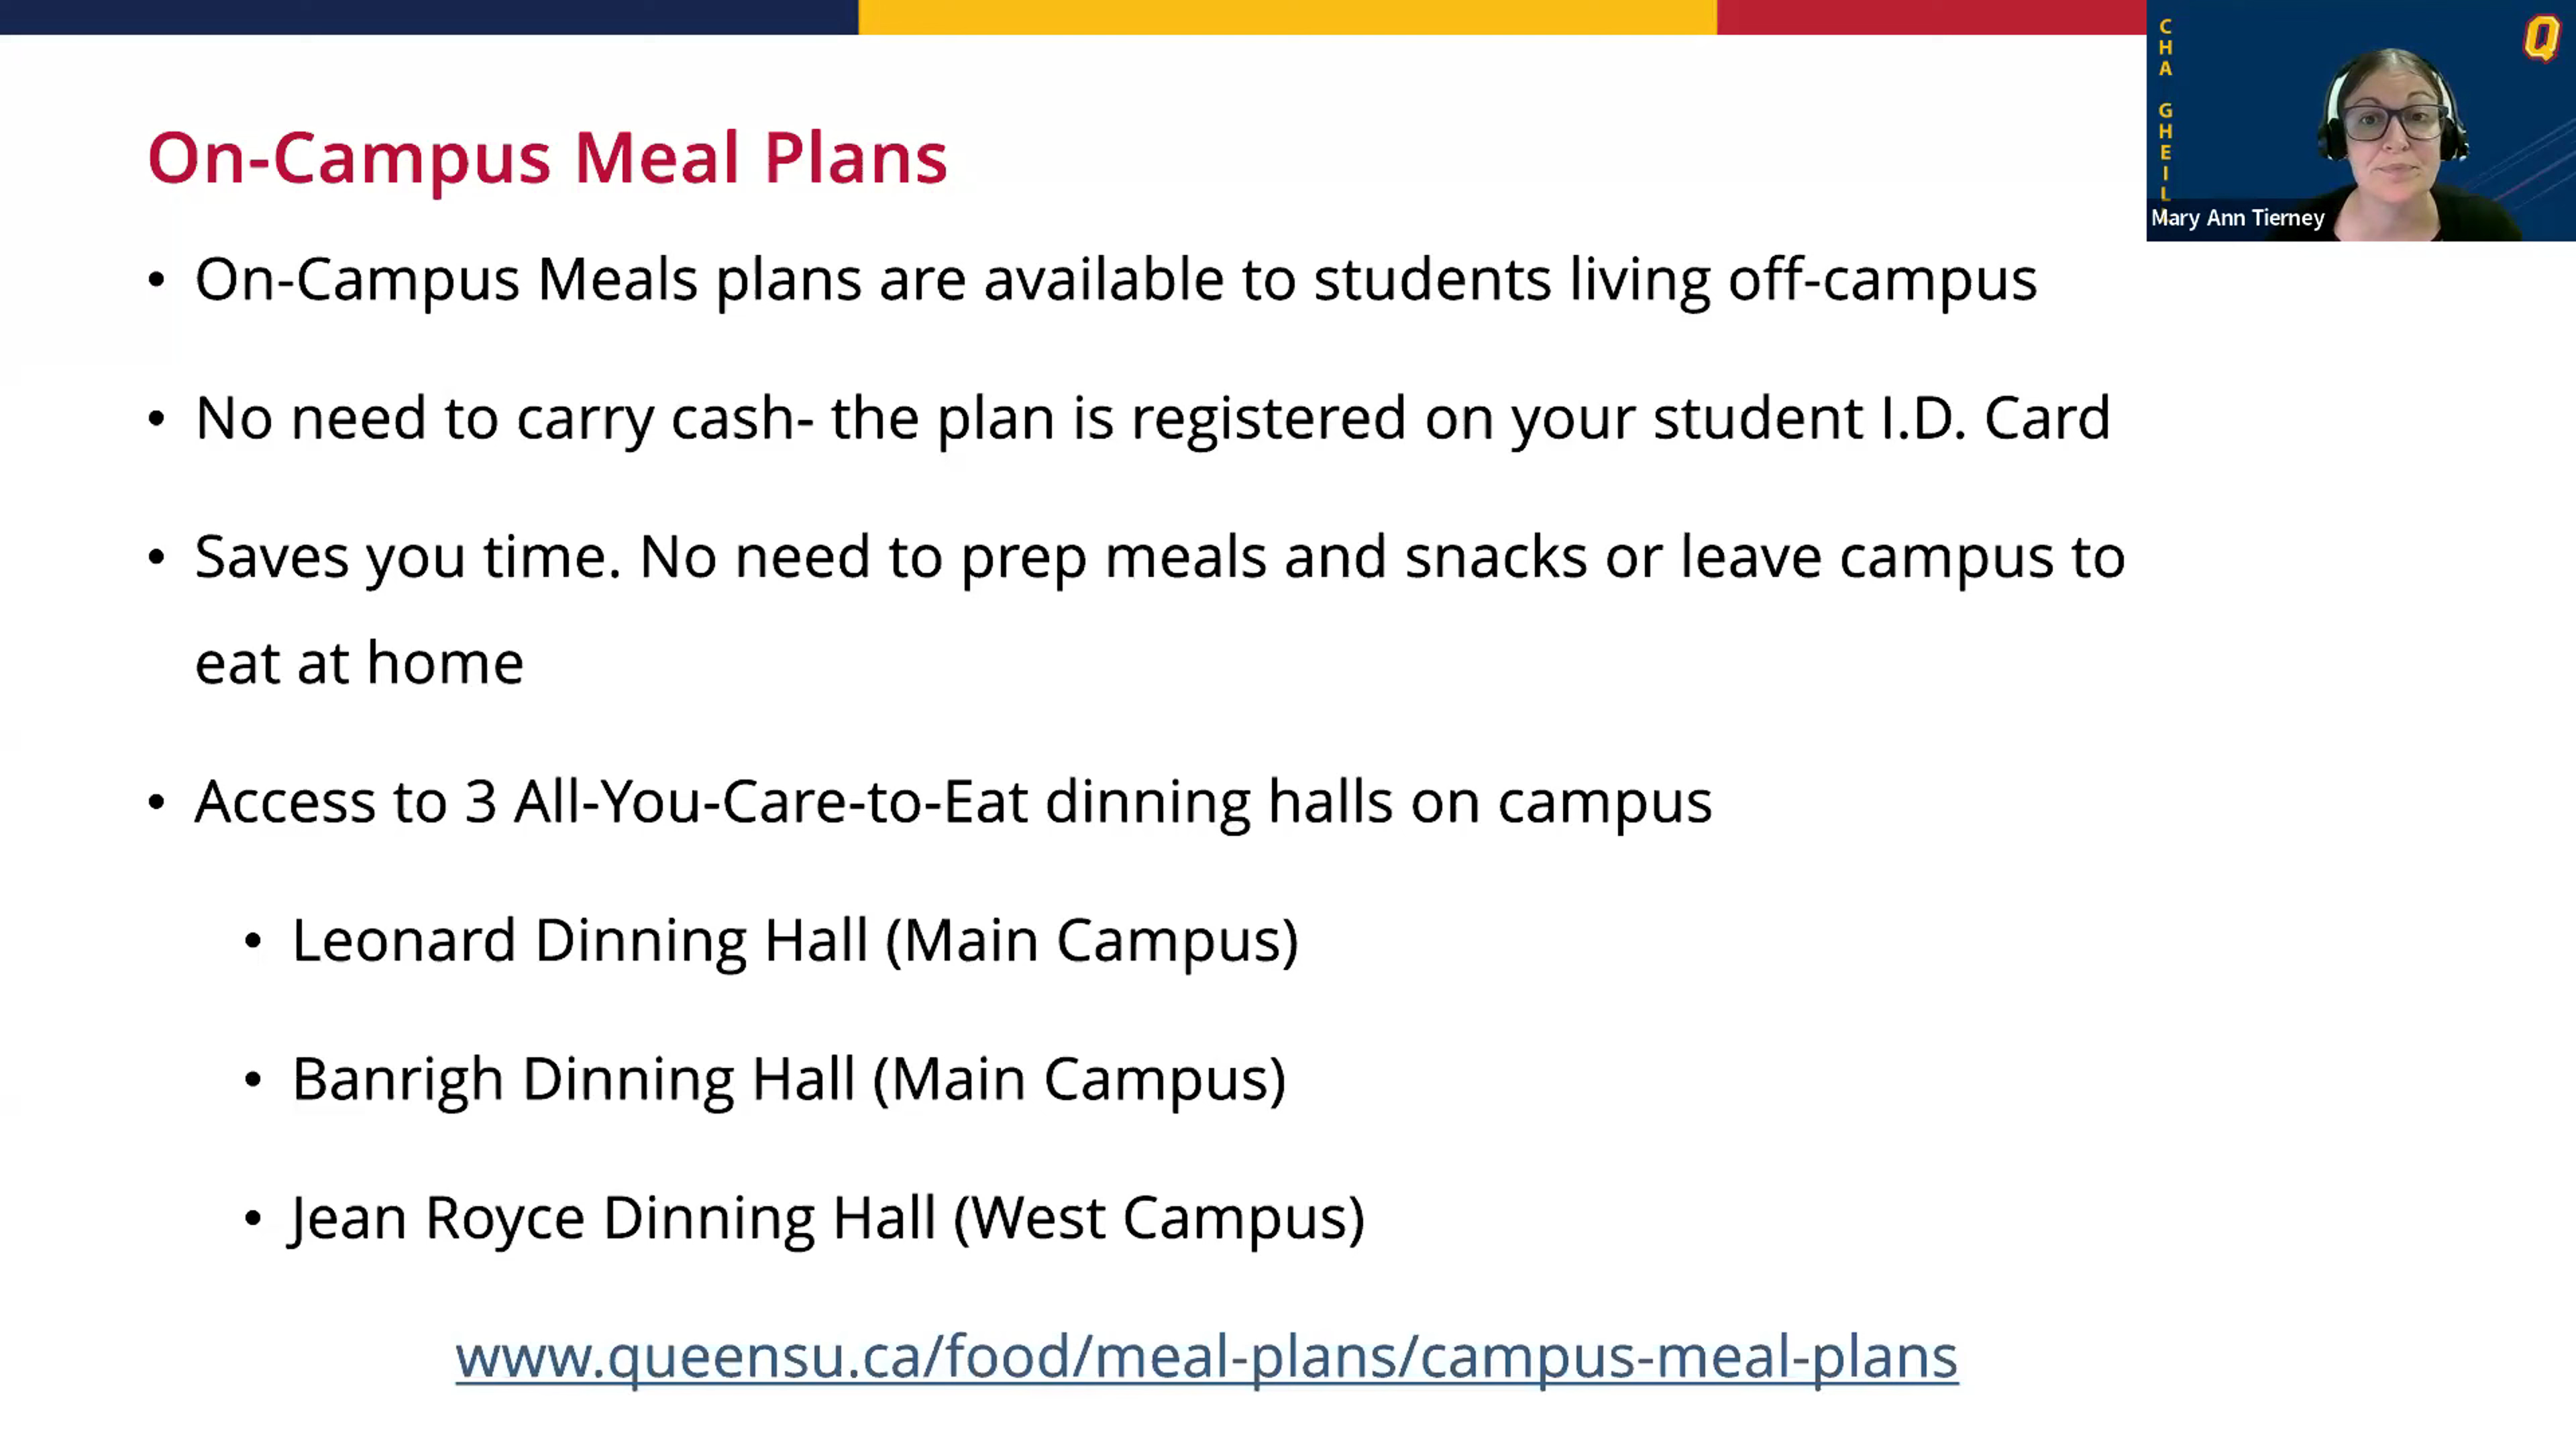 On-Campus Meal Plans
• On-Campus Meals plans are available to students living off-campus
• No need to carry cash- the plan is registered on your student I.D. Card
• Saves you time. No need to prep meals and snacks or leave campus to
eat at home
• Access to 3 All-You-Care-to-Eat dinning halls on campus
• Leonard Dinning Hall (Main Campus)
• Banrigh Dinning Hall (Main Campus)
• Jean Royce Dinning Hall (West Campus)
www.queensu.ca/food/meal-plans/campus-meal-plans
CHA GHEIL
Q
Mary Ann Tierney